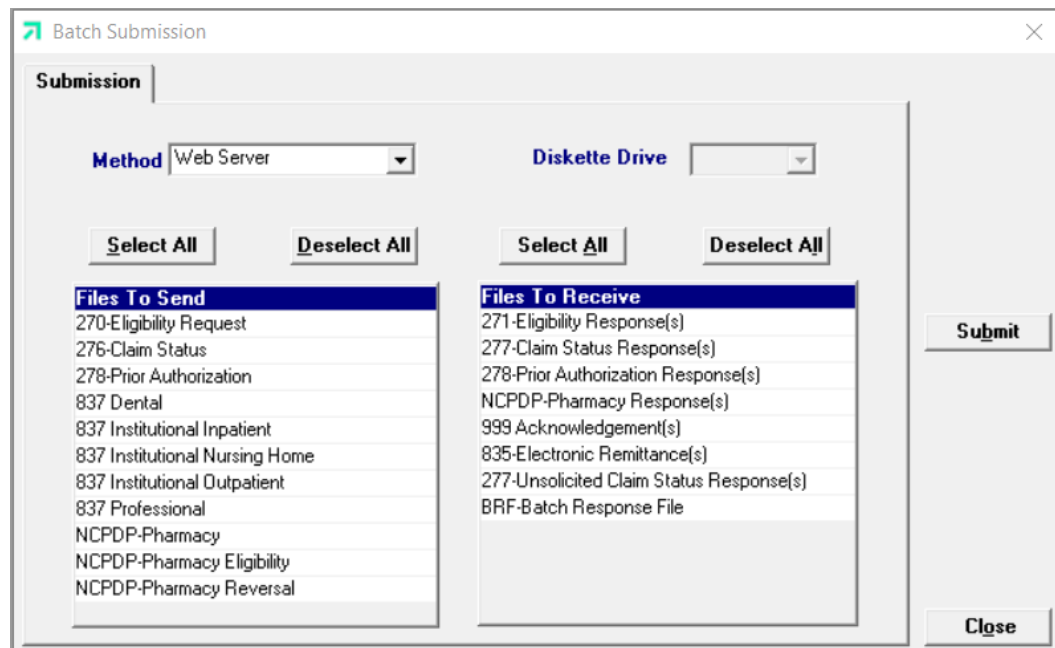 Batch Submission
Submission
Method Web Server Diskette Drive
Select All Deselect All Select All Deselect All
Files To Send
270-Eligibility Request
276-Claim Status
278-Prior Authorization
837 Dental
837 Institutional Inpatient
837 Institutional Nursing Home
837 Institutional Outpatient
837 Professional
NCPDP-Pharmacy
NCPDP-Pharmacy Eligibility
NCPDP-Pharmacy Reversal
Files To Receive
271-Eligibility Response(s)
277-Claim Status Response(s)
278-Prior Authorization Response(s)
NCPDP-Pharmacy Response(s)
999 Acknowledgement(s)
835-Electronic Remittance(s)
277-Unsolicited Claim Status Response(s)
BRF-Batch Response File
Submit
Close